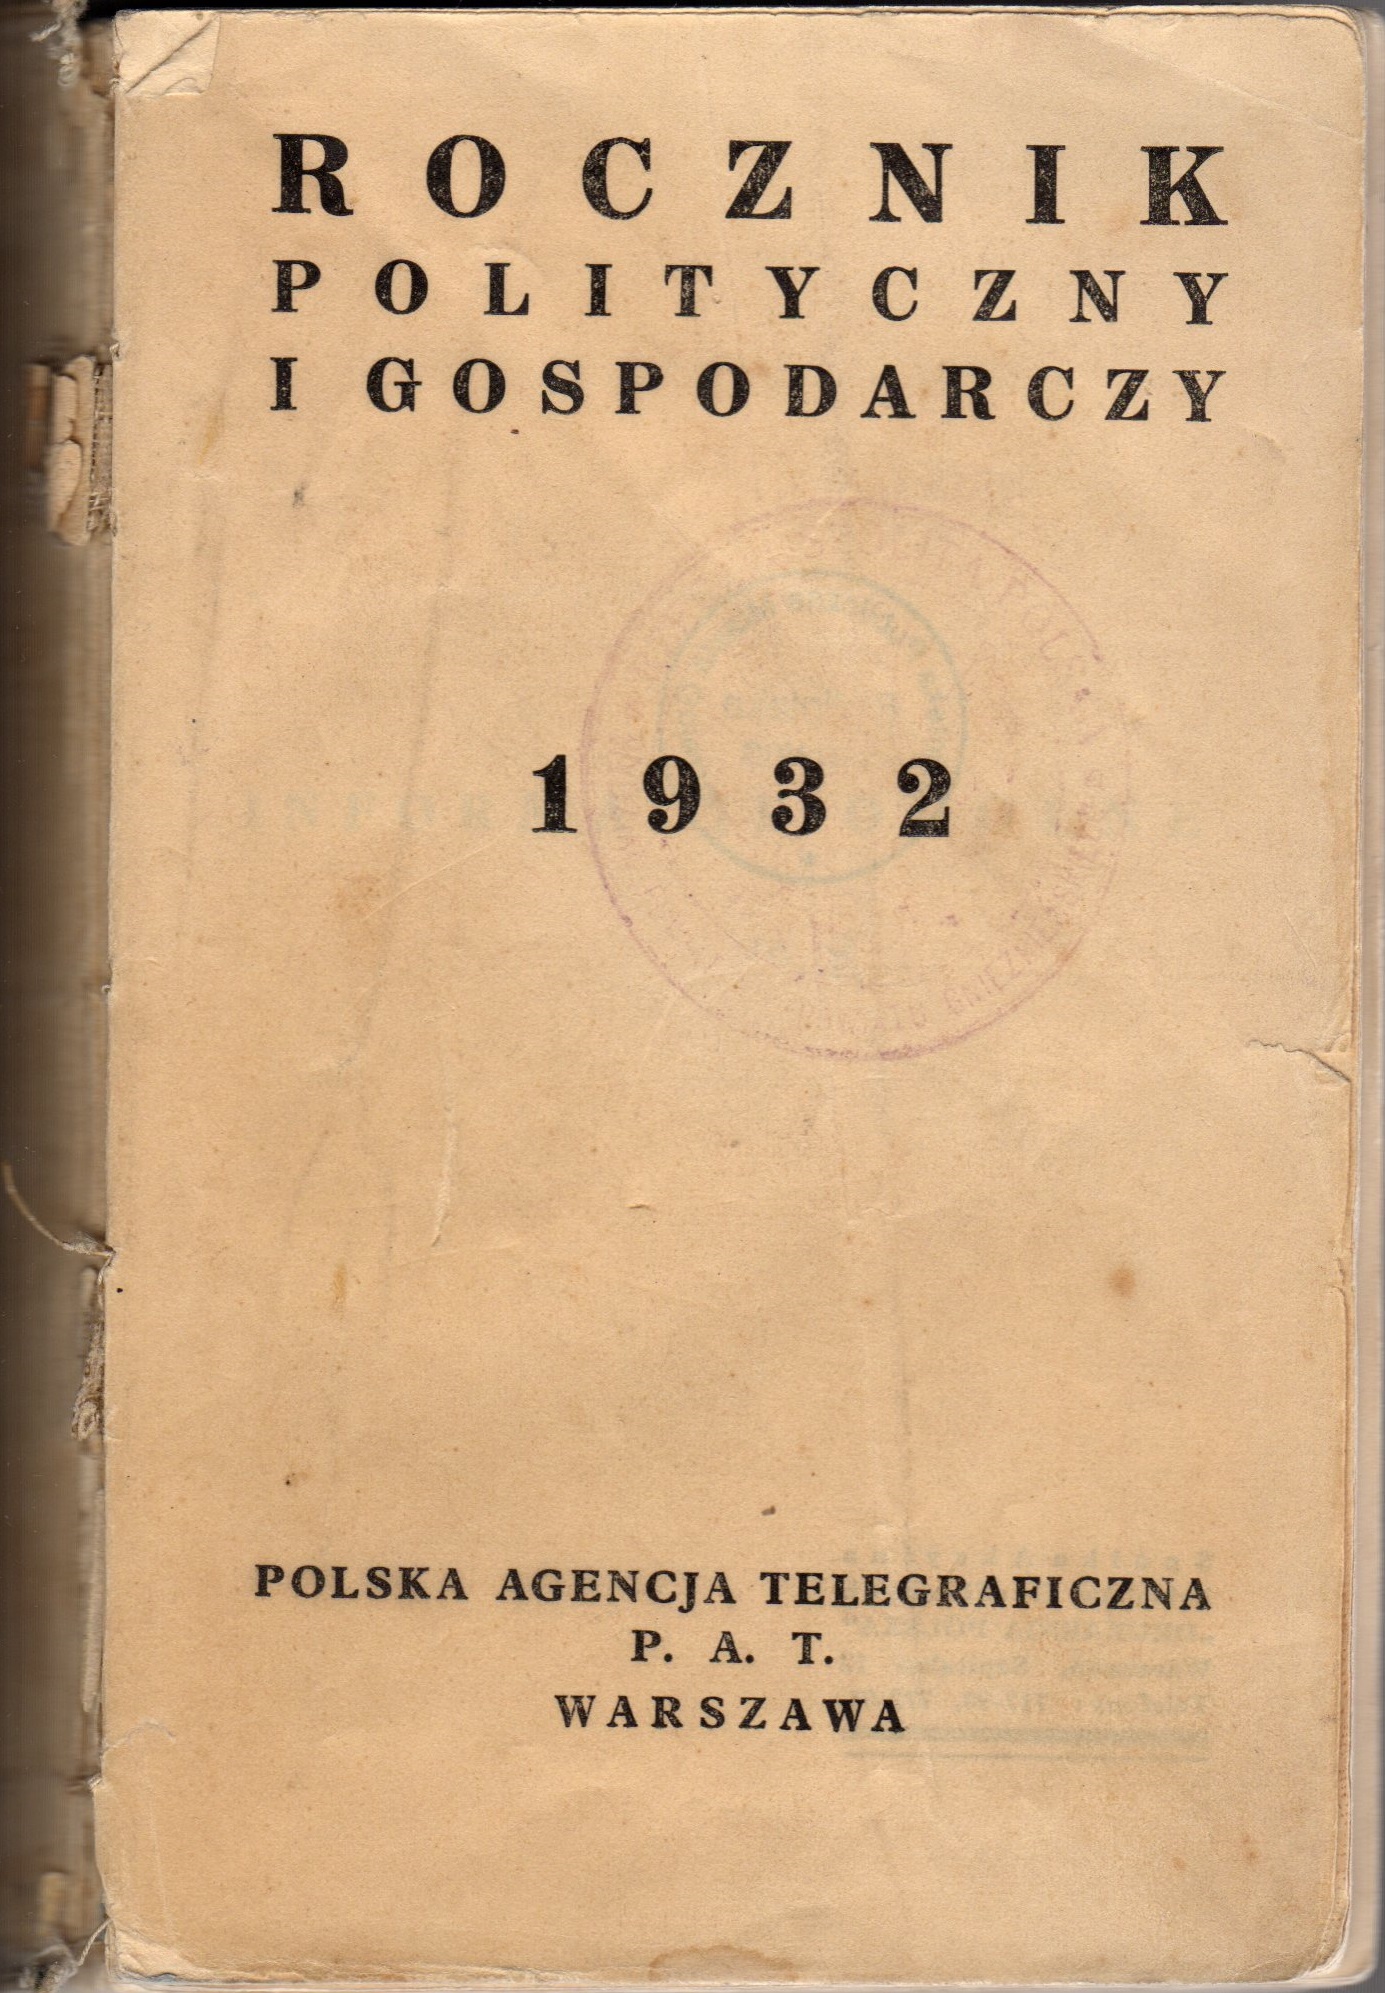 ROCZNIK
POLITYCZNY
I GOSPODARCZY
1932
POLSKA AGENCJA TELEGRAFICZNA
P. A. T.
WARSZAWA